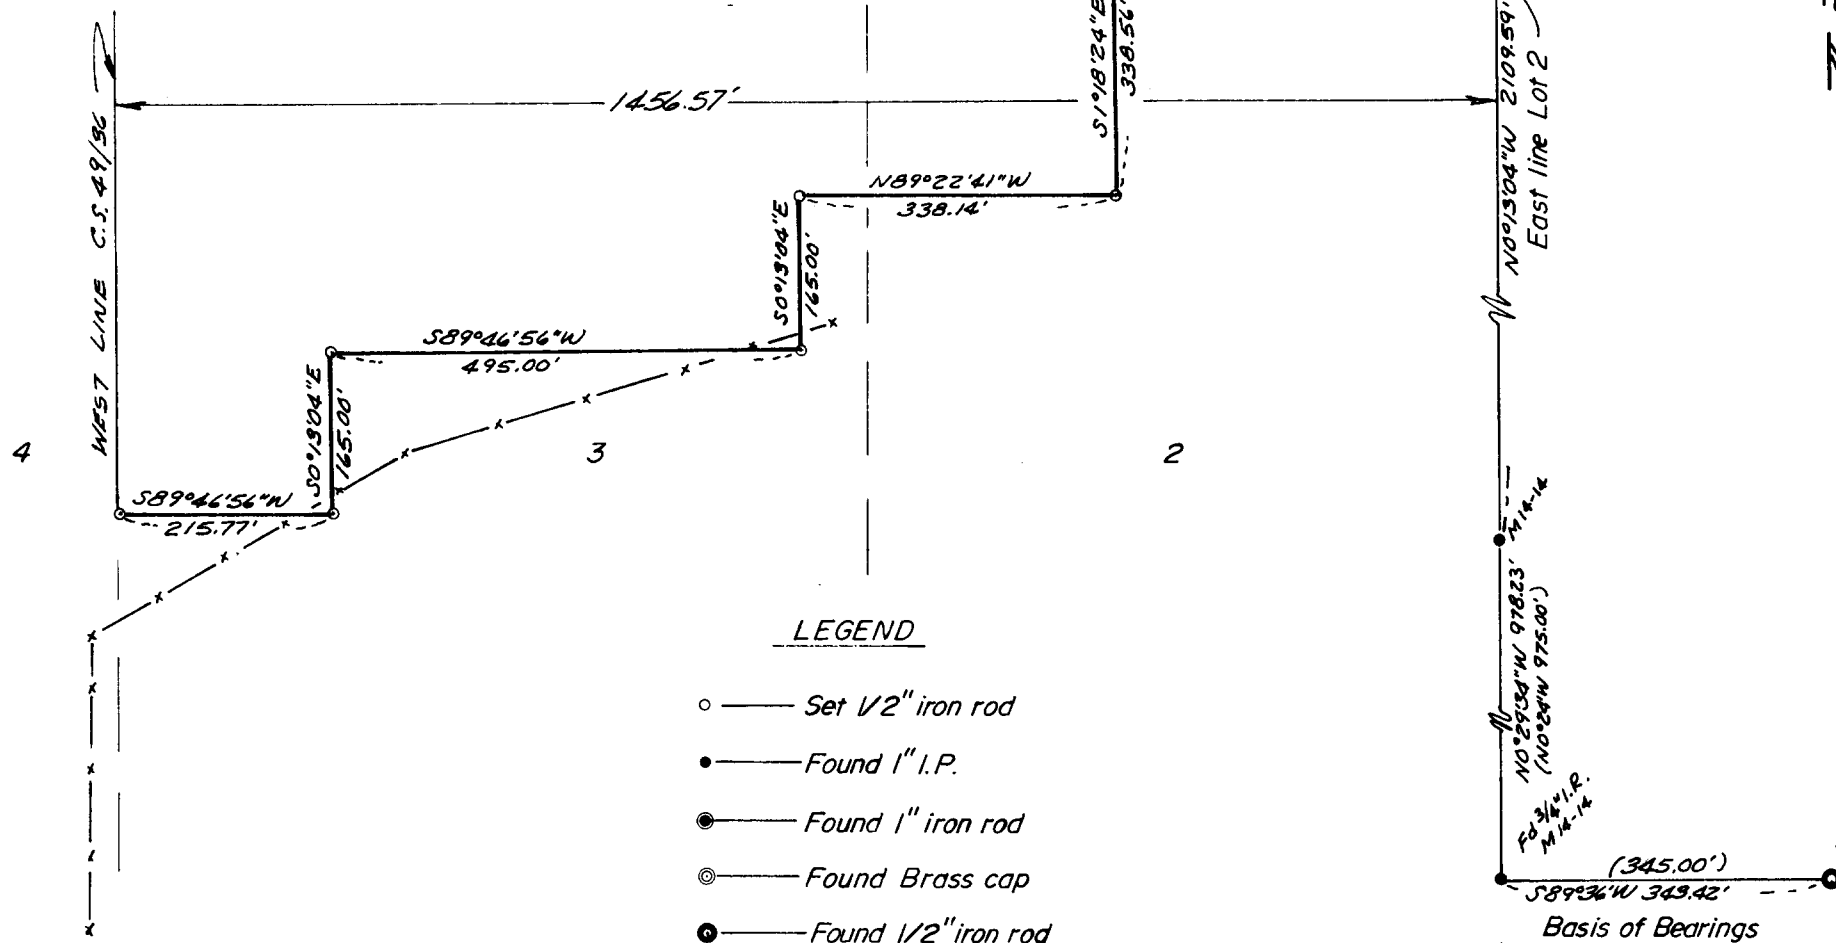 S1°18'24"E
338.56'
N0°13'04"W 2109.59'
East line Lot 2
1456.57'
WEST LINE C.S. 49/86
N89°22'41"W
338.14'
S0°13'04"E
165.00'
S89°46'56"W
495.00'
S0°13'04"E
165.00'
4
3
2
S89°46'56"W
215.77'
M14-14
N0°29'34"W 978.23'
(N0°24'W 975.00')
LEGEND
Set 1/2" iron rod
Found 1" I.P.
Found 1" iron rod
Found Brass cap
Found 1/2" iron rod
Fd 3/4" I.R.
M14-14
(345.00')
S89°36'W 343.42'
Basis of Bearings